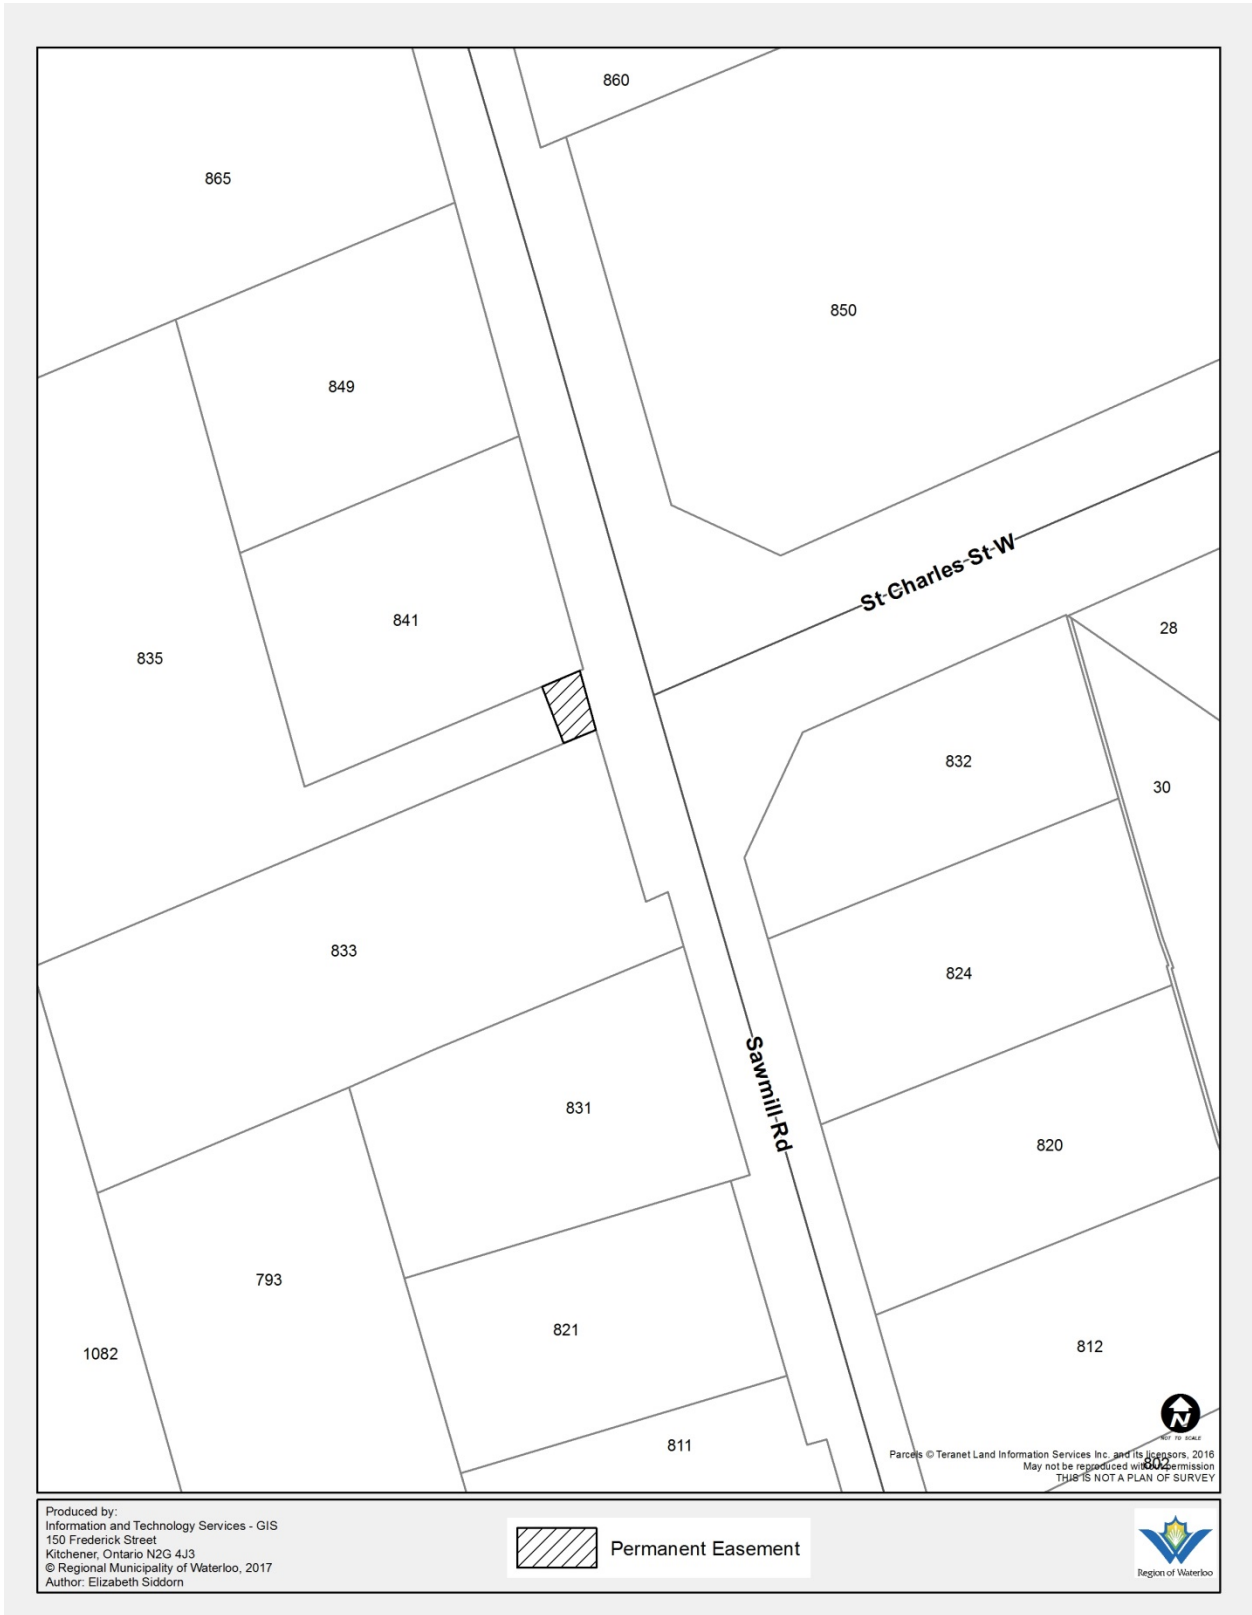 860
865
850
849
St Charles St W
841
28
835
832
30
833
824
Sawmill Rd
831
820
793
821
812
1082
811
N
NOT TO SCALE
802
Parcels © Teranet Land Information Services Inc. and its licensors, 2016
May not be reproduced without permission
THIS IS NOT A PLAN OF SURVEY
Produced by:
Information and Technology Services - GIS
150 Frederick Street
Kitchener, Ontario N2G 4J3
© Regional Municipality of Waterloo, 2017
Author: Elizabeth Siddorn
Permanent Easement
Region of Waterloo